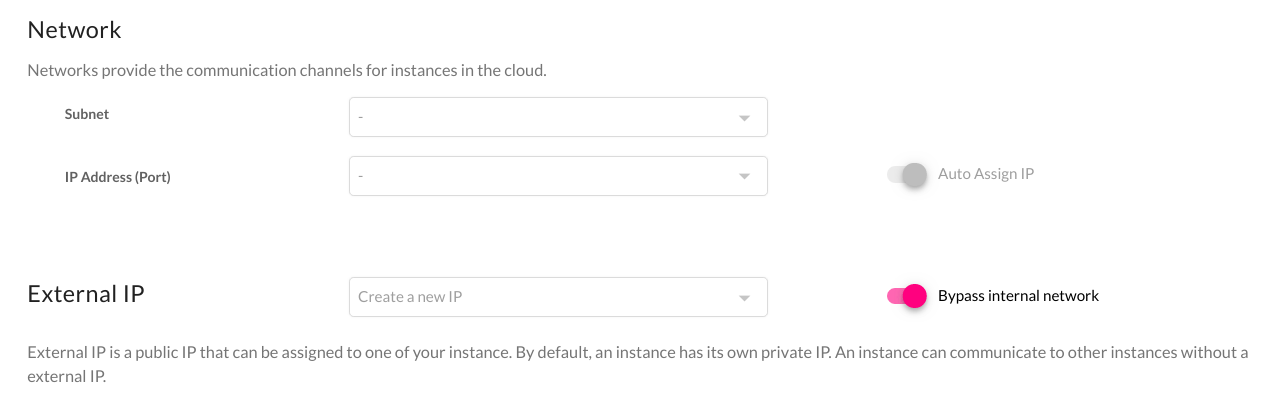 Network
Networks provide the communication channels for instances in the cloud.
Subnet
-
IP Address (Port)
-
Auto Assign IP
External IP
Create a new IP
Bypass internal network
External IP is a public IP that can be assigned to one of your instance. By default, an instance has its own private IP. An instance can communicate to other instances without a
external IP.